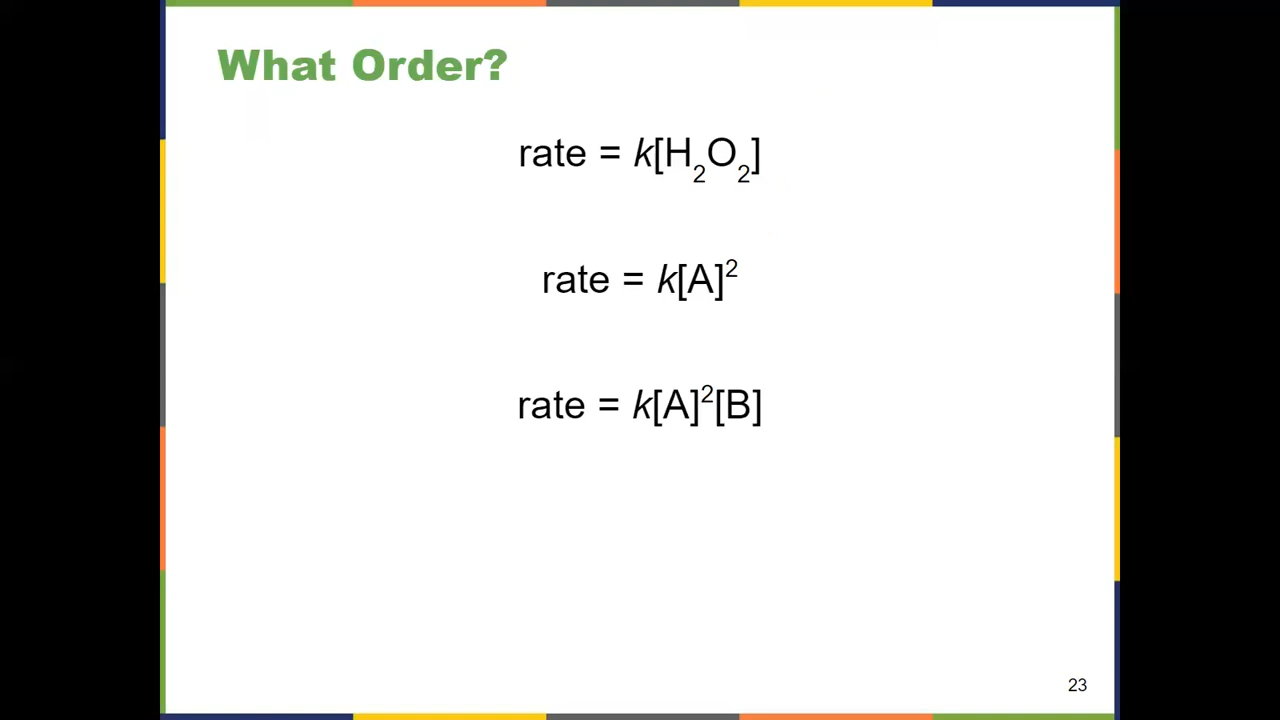 What Order?
rate = k[H₂O₂]
rate = k[A]²
rate = k[A]²[B]
23